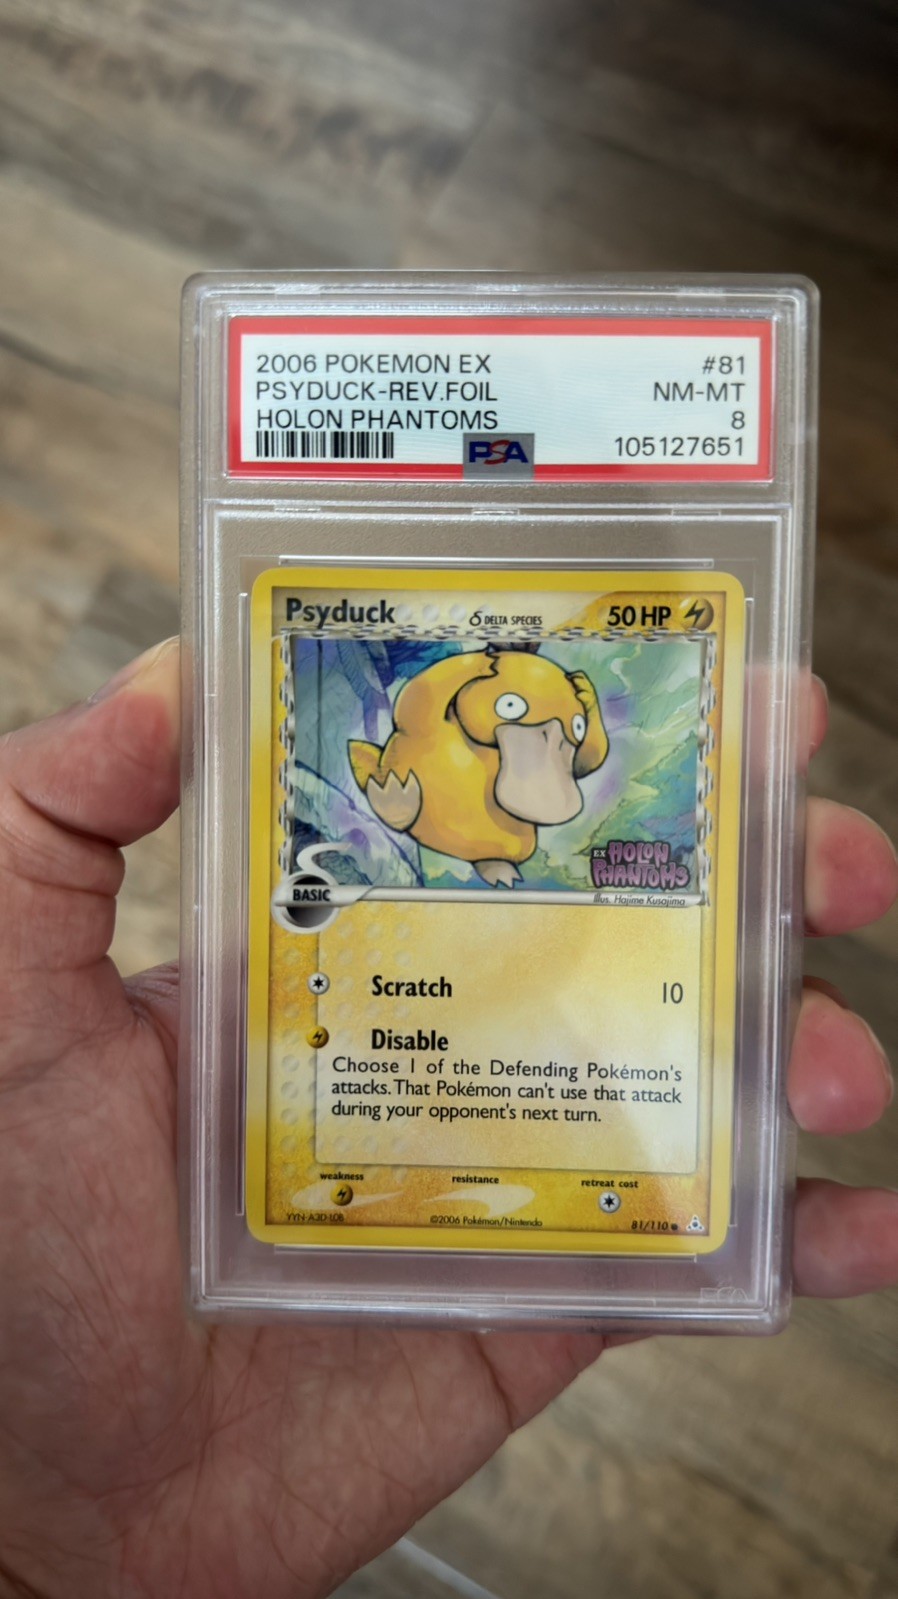 2006 POKEMON EX #81
PSYDUCK-REV.FOIL NM-MT
HOLON PHANTOMS 8
PSA 105127651
Psyduck δ DELTA SPECIES 50 HP
EX HOLON
PHANTOMS
BASIC
Illus. Hajime Kusajima
Scratch 10
Disable
Choose 1 of the Defending Pokémon's
attacks. That Pokémon can't use that attack
during your opponent's next turn.
weakness resistance retreat cost
©2006 Pokémon/Nintendo 81/110 ●